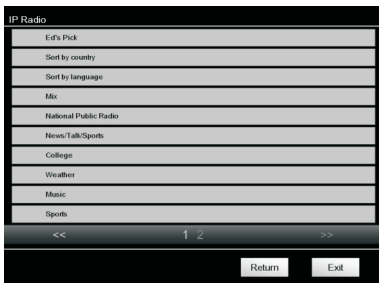 IP Radio
Ed's Pick
Sort by country
Sort by language
Mix
National Public Radio
News/Talk/Sports
College
Weather
Music
Sports
<< 1 2 >>
Return Exit